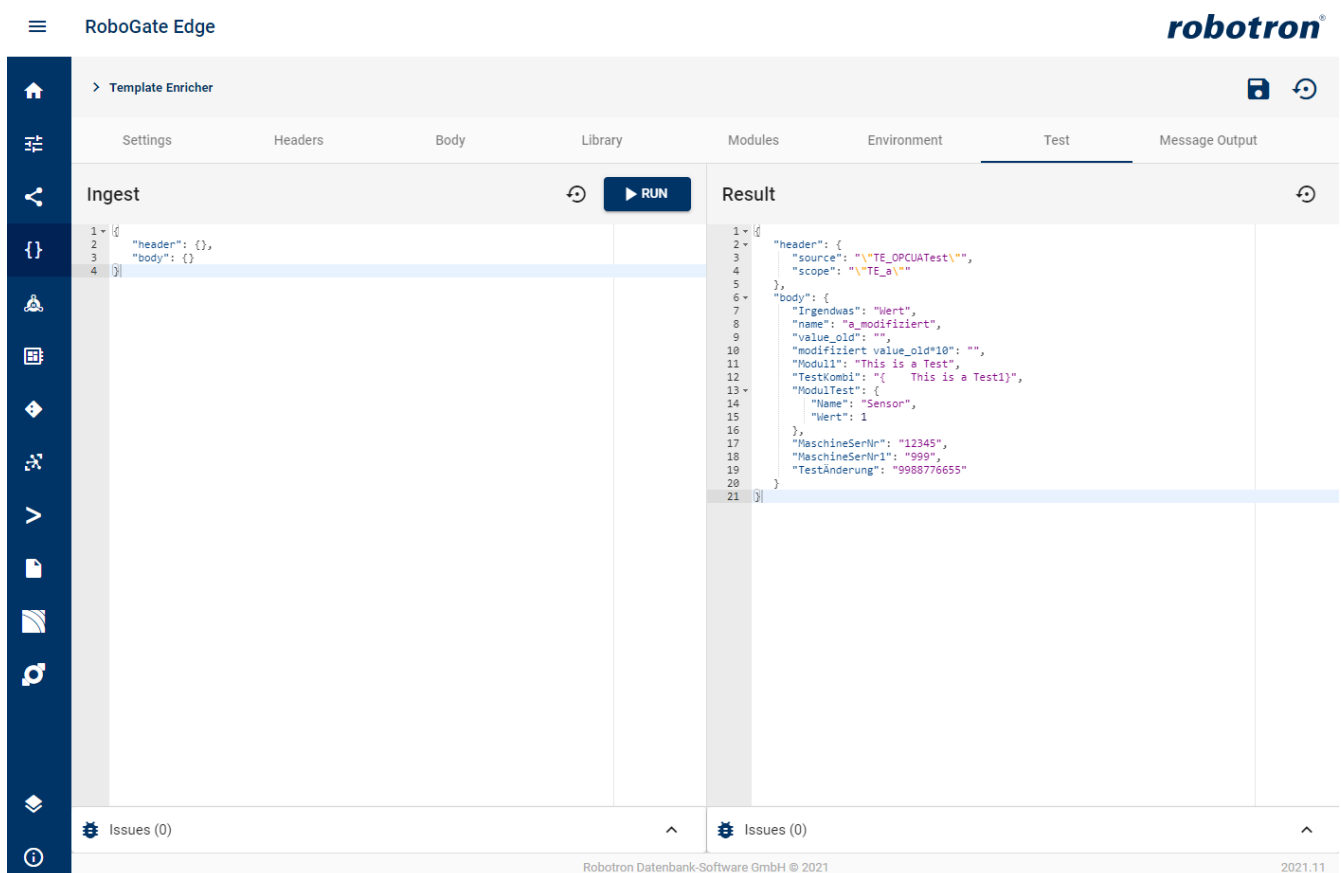 RoboGate Edge
robotron®
Template Enricher
Settings Headers Body Library Modules Environment Test Message Output
Ingest
RUN
1 {
2 "header": {},
3 "body": {}
4 }
Issues (0)
Result
1 {
2 "header": {
3 "source": "\"TE_OPCUATest\"",
4 "scope": "\"TE_a\""
5 },
6 "body": {
7 "Irgendwas": "Wert",
8 "name": "a_modifiziert",
9 "value_old": "",
10 "modifiziert value_old*10": "",
11 "Modul1": "This is a Test",
12 "TestKombi": "{    This is a Test1}",
13 "ModulTest": {
14 "Name": "Sensor",
15 "Wert": 1
16 },
17 "MaschineSerNr": "12345",
18 "MaschineSerNr1": "999",
19 "TestÄnderung": "9988776655"
20 }
21 }
Issues (0)
Robotron Datenbank-Software GmbH © 2021
2021.11